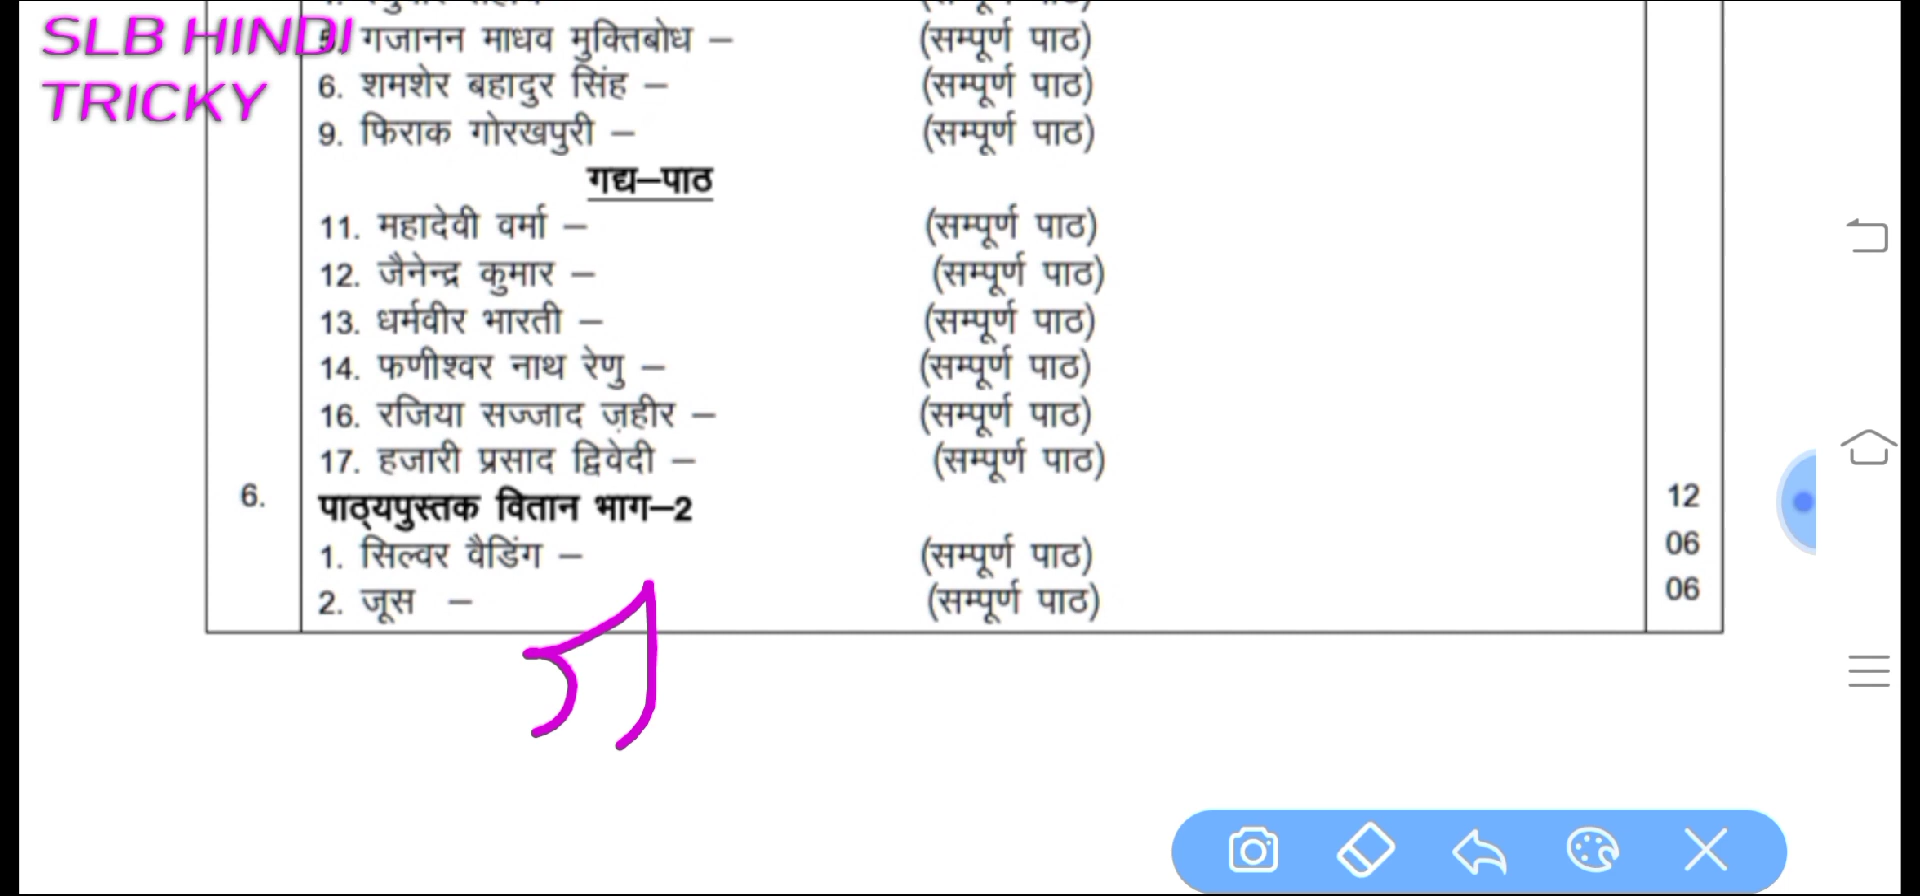 SLB HINDI
TRICKY
5. गजानन माधव मुक्तिबोध – (सम्पूर्ण पाठ)
6. शमशेर बहादुर सिंह – (सम्पूर्ण पाठ)
9. फिराक गोरखपुरी – (सम्पूर्ण पाठ)
गद्य–पाठ
11. महादेवी वर्मा – (सम्पूर्ण पाठ)
12. जैनेन्द्र कुमार – (सम्पूर्ण पाठ)
13. धर्मवीर भारती – (सम्पूर्ण पाठ)
14. फणीश्वर नाथ रेणु – (सम्पूर्ण पाठ)
16. रजिया सज्जाद ज़हीर – (सम्पूर्ण पाठ)
17. हजारी प्रसाद द्विवेदी – (सम्पूर्ण पाठ)
6. पाठ्यपुस्तक वितान भाग–2 12
1. सिल्वर वैडिंग – (सम्पूर्ण पाठ) 06
2. जूस – (सम्पूर्ण पाठ) 06